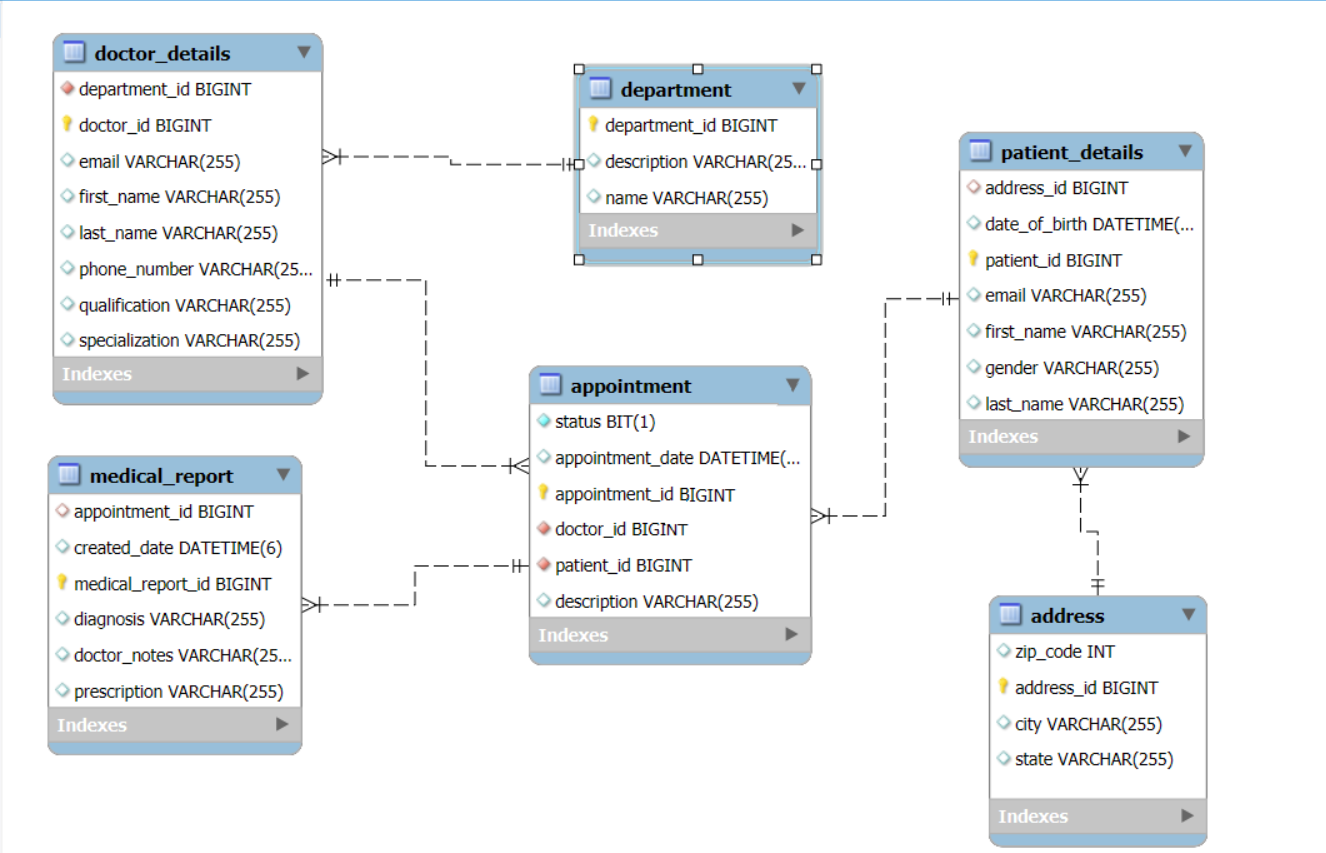 doctor_details
department_id BIGINT
doctor_id BIGINT
email VARCHAR(255)
first_name VARCHAR(255)
last_name VARCHAR(255)
phone_number VARCHAR(25...
qualification VARCHAR(255)
specialization VARCHAR(255)
Indexes
department
department_id BIGINT
description VARCHAR(25...
name VARCHAR(255)
Indexes
patient_details
address_id BIGINT
date_of_birth DATETIME(...
patient_id BIGINT
email VARCHAR(255)
first_name VARCHAR(255)
gender VARCHAR(255)
last_name VARCHAR(255)
Indexes
appointment
status BIT(1)
appointment_date DATETIME(...
appointment_id BIGINT
doctor_id BIGINT
patient_id BIGINT
description VARCHAR(255)
Indexes
medical_report
appointment_id BIGINT
created_date DATETIME(6)
medical_report_id BIGINT
diagnosis VARCHAR(255)
doctor_notes VARCHAR(25...
prescription VARCHAR(255)
Indexes
address
zip_code INT
address_id BIGINT
city VARCHAR(255)
state VARCHAR(255)
Indexes